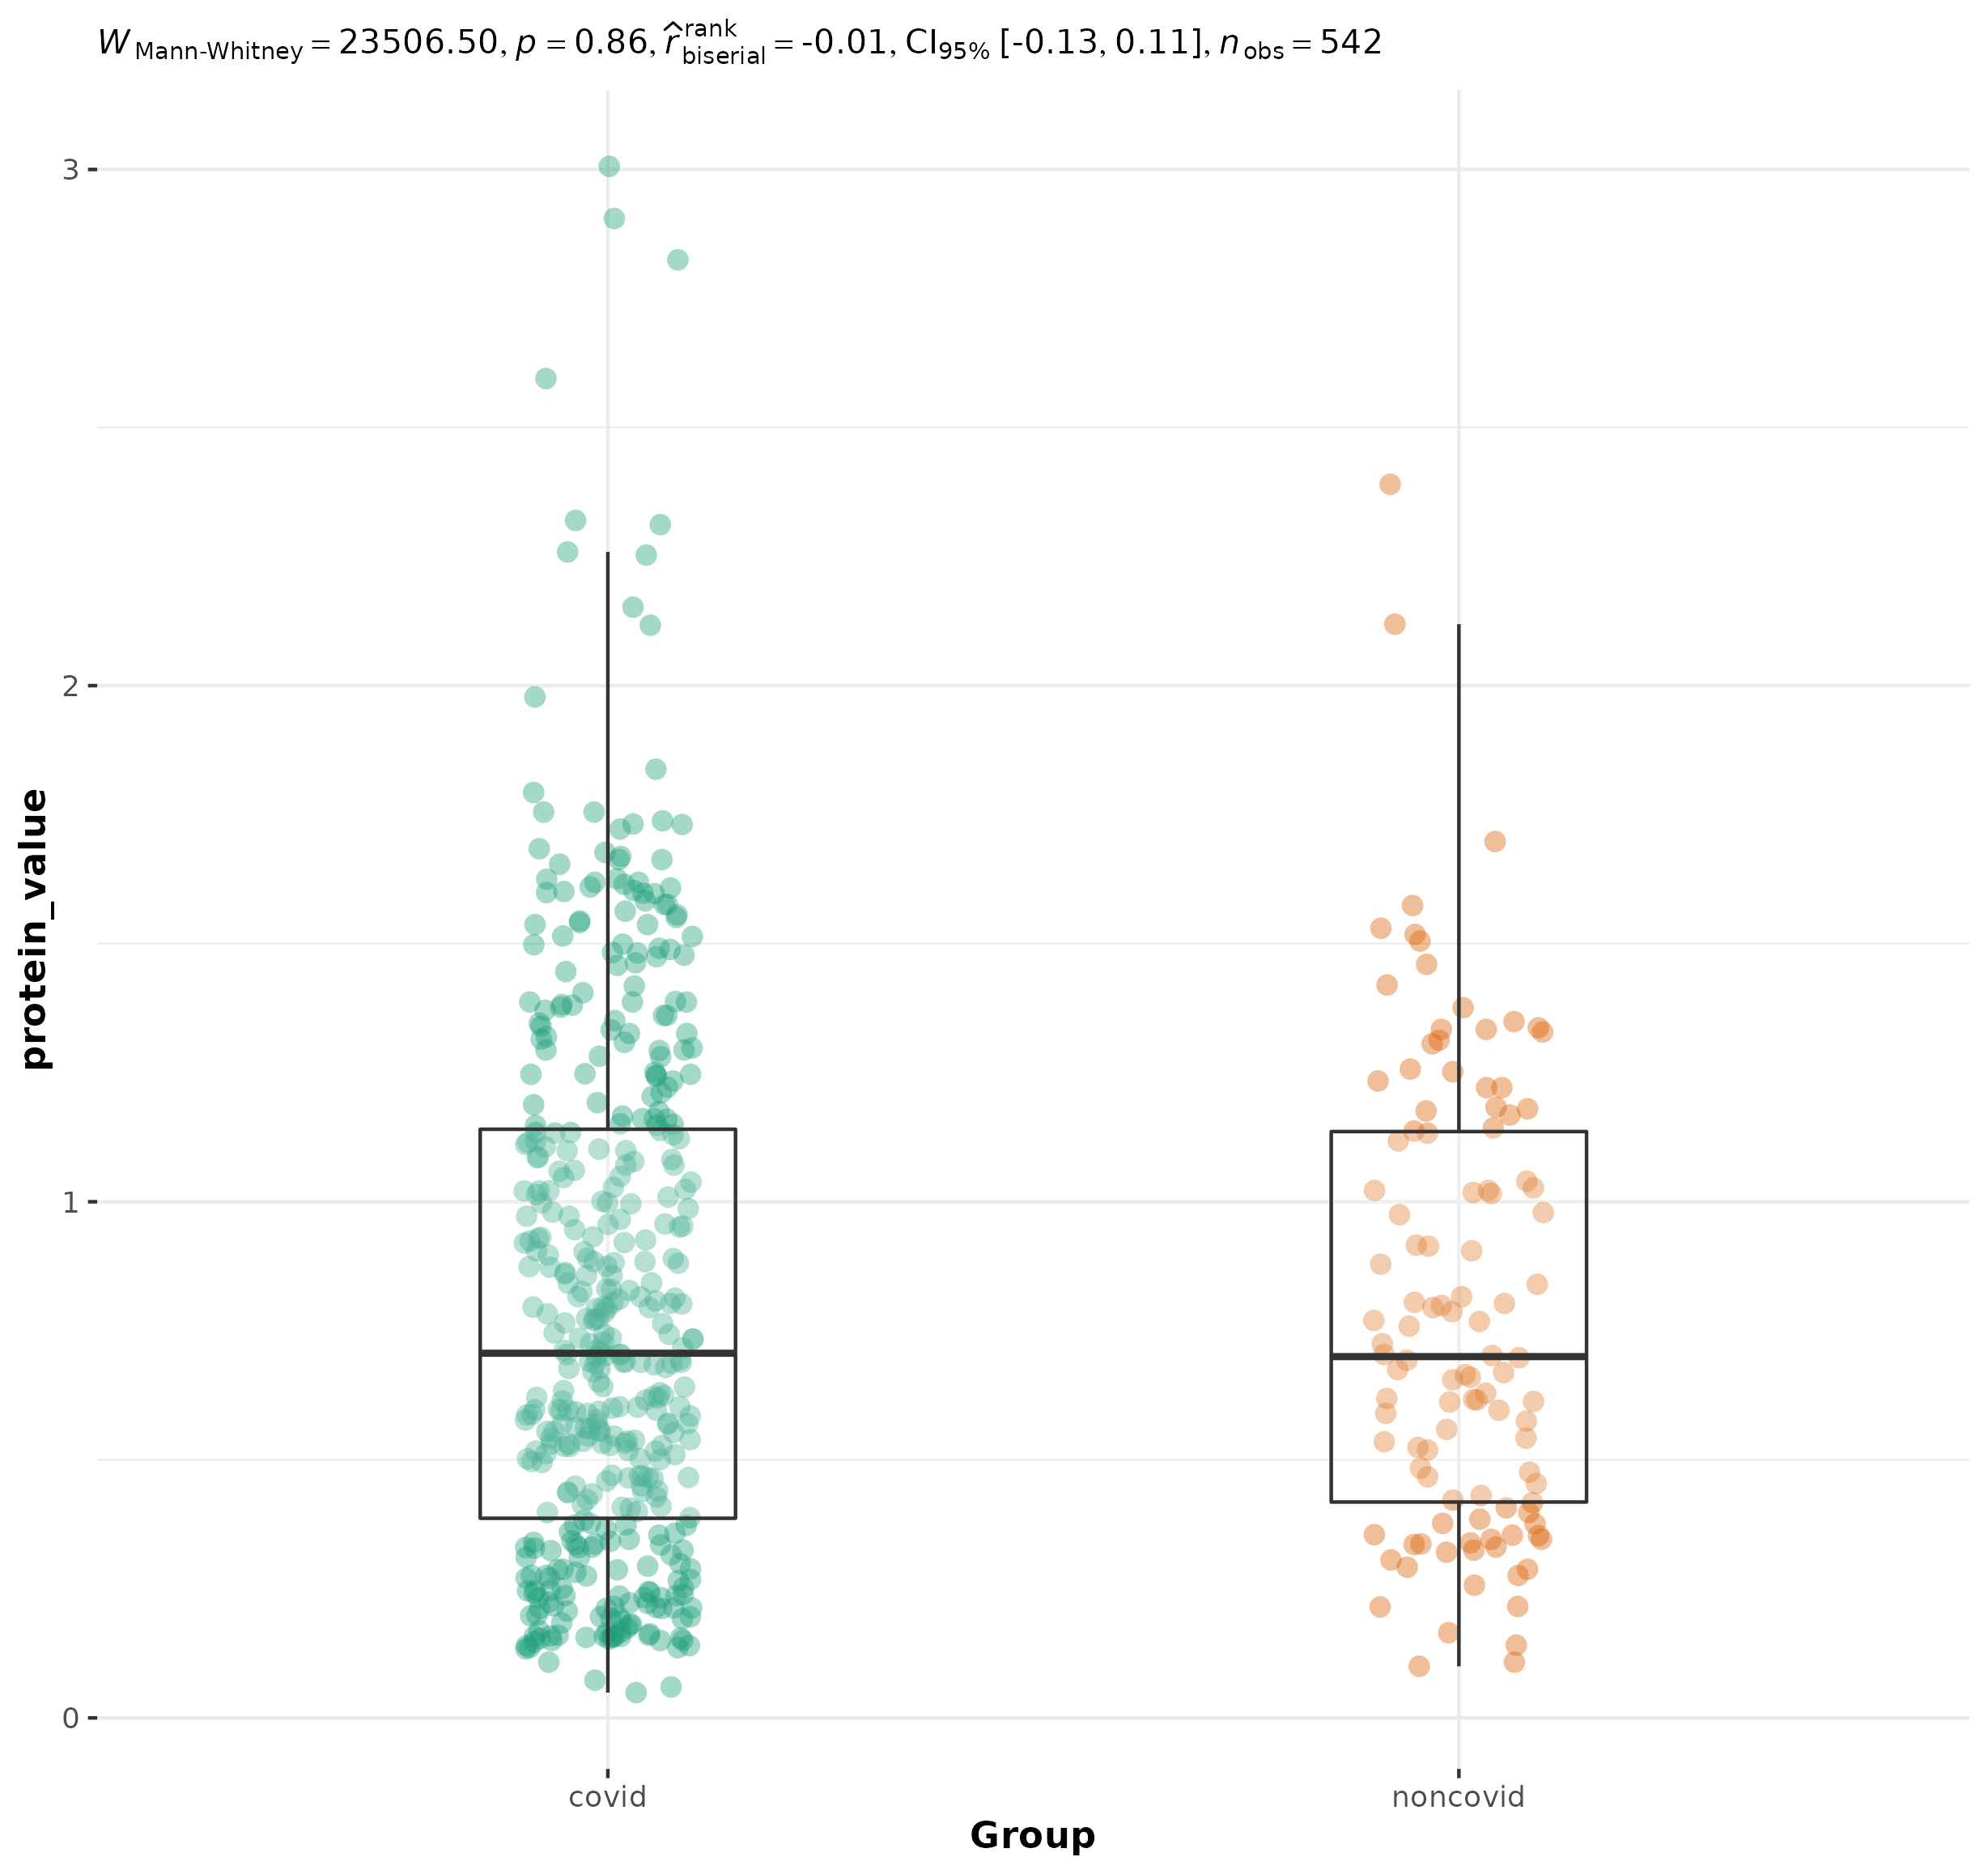 W Mann-Whitney = 23506.50, p = 0.86, r̂ rank biserial = -0.01, CI95% [-0.13, 0.11], n obs = 542
3
2
1
0
protein_value
covid noncovid
Group